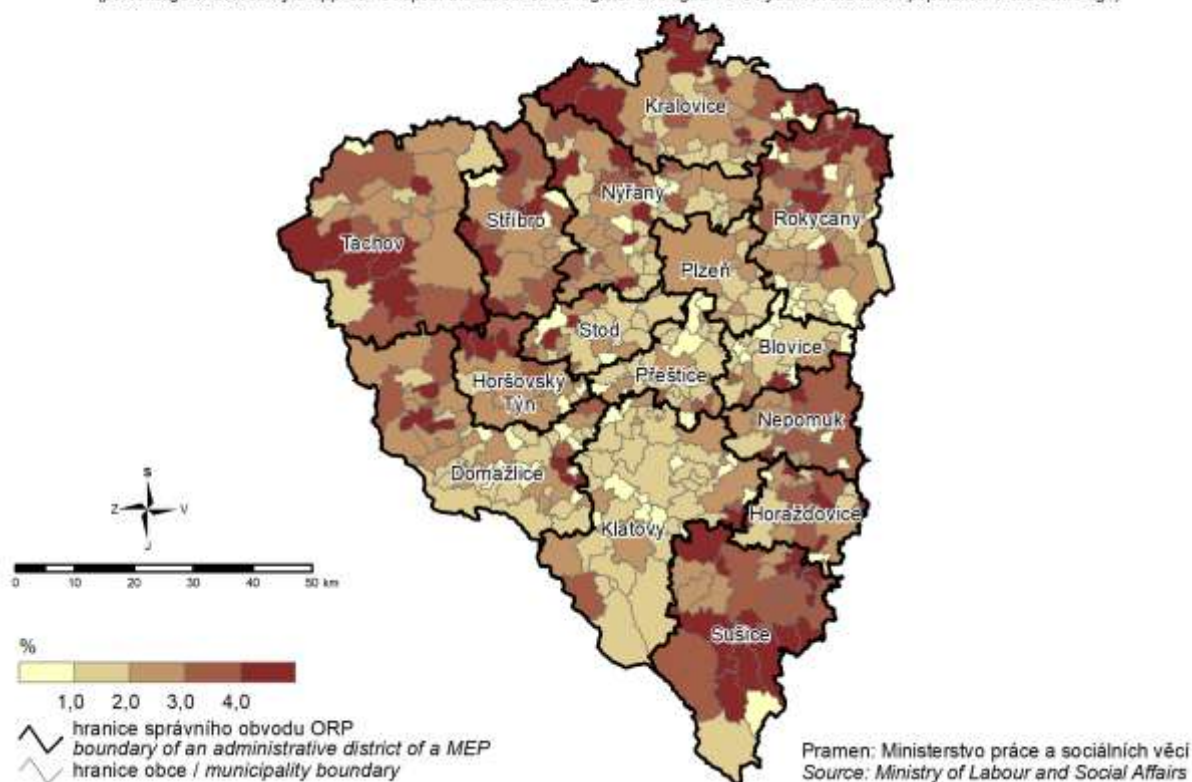 Kralovice
Nýřany
Stříbro
Rokycany
Tachov
Plzeň
Stod
Blovice
Přeštice
Horšovský
Týn
Nepomuk
Domažlice
Horažďovice
Klatovy
Sušice
S
Z V
J
0 10 20 30 40 50 km
%
1,0 2,0 3,0 4,0
hranice správního obvodu ORP
boundary of an administrative district of a MEP
hranice obce / municipality boundary
Pramen: Ministerstvo práce a sociálních věcí
Source: Ministry of Labour and Social Affairs